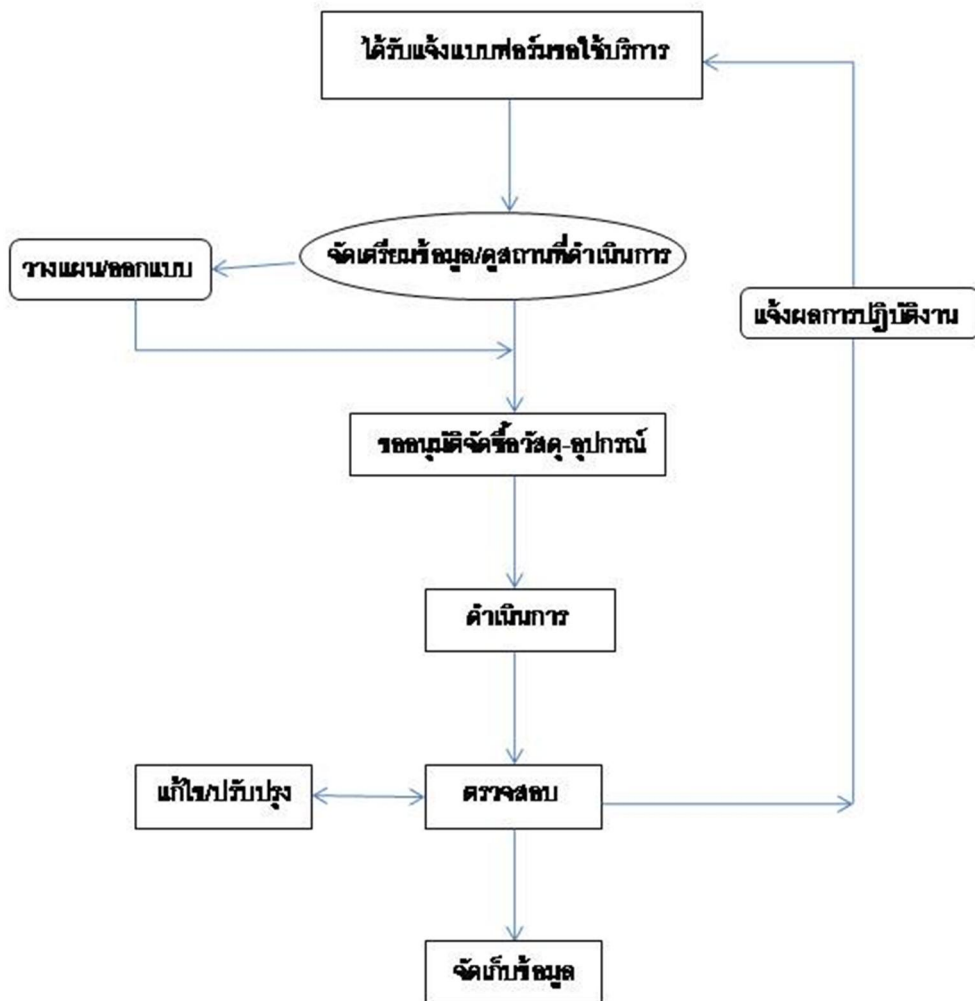 ได้รับแจ้งแบบฟอร์มขอใช้บริการ
จัดเตรียมข้อมูล/ดูสถานที่ดำเนินการ
วางแผน/ออกแบบ
แจ้งผลการปฎิบัติงาน
ขออนุมัติจัดซื้อวัสดุ-อุปกรณ์
ดำเนินการ
แก้ไข/ปรับปรุง
ตรวจสอบ
จัดเก็บข้อมูล